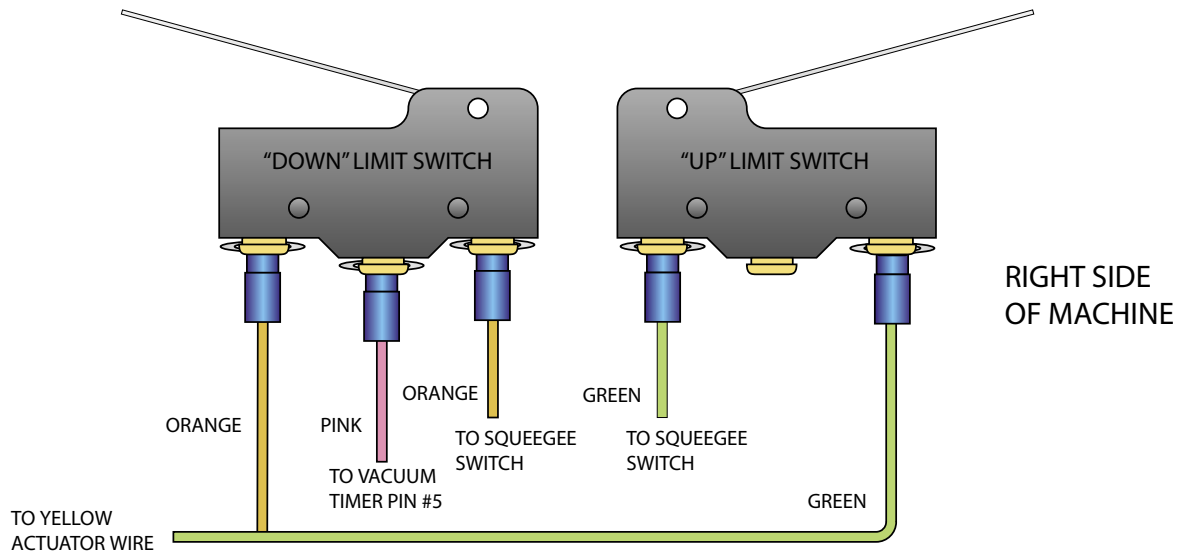 “DOWN” LIMIT SWITCH
“UP” LIMIT SWITCH
RIGHT SIDE
OF MACHINE
ORANGE
PINK
ORANGE
GREEN
TO SQUEEGEE
SWITCH
TO SQUEEGEE
SWITCH
TO VACUUM
TIMER PIN #5
GREEN
TO YELLOW
ACTUATOR WIRE